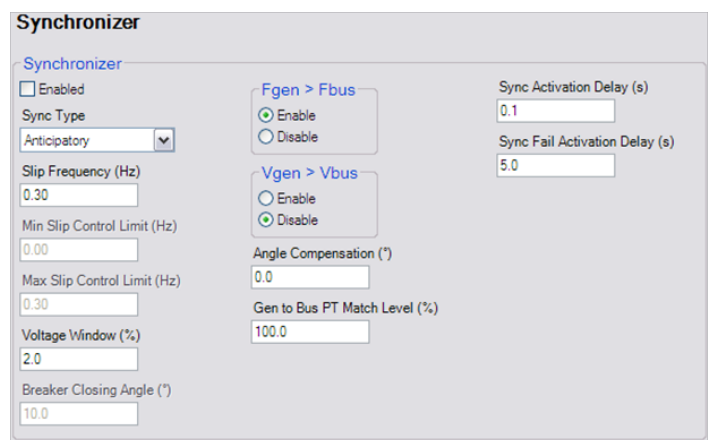 Synchronizer
Synchronizer
Enabled
Sync Type
Anticipatory
Slip Frequency (Hz)
0.30
Min Slip Control Limit (Hz)
0.00
Max Slip Control Limit (Hz)
0.30
Voltage Window (%)
2.0
Breaker Closing Angle (°)
10.0
Fgen > Fbus
Enable
Disable
Vgen > Vbus
Enable
Disable
Angle Compensation (°)
0.0
Gen to Bus PT Match Level (%)
100.0
Sync Activation Delay (s)
0.1
Sync Fail Activation Delay (s)
5.0